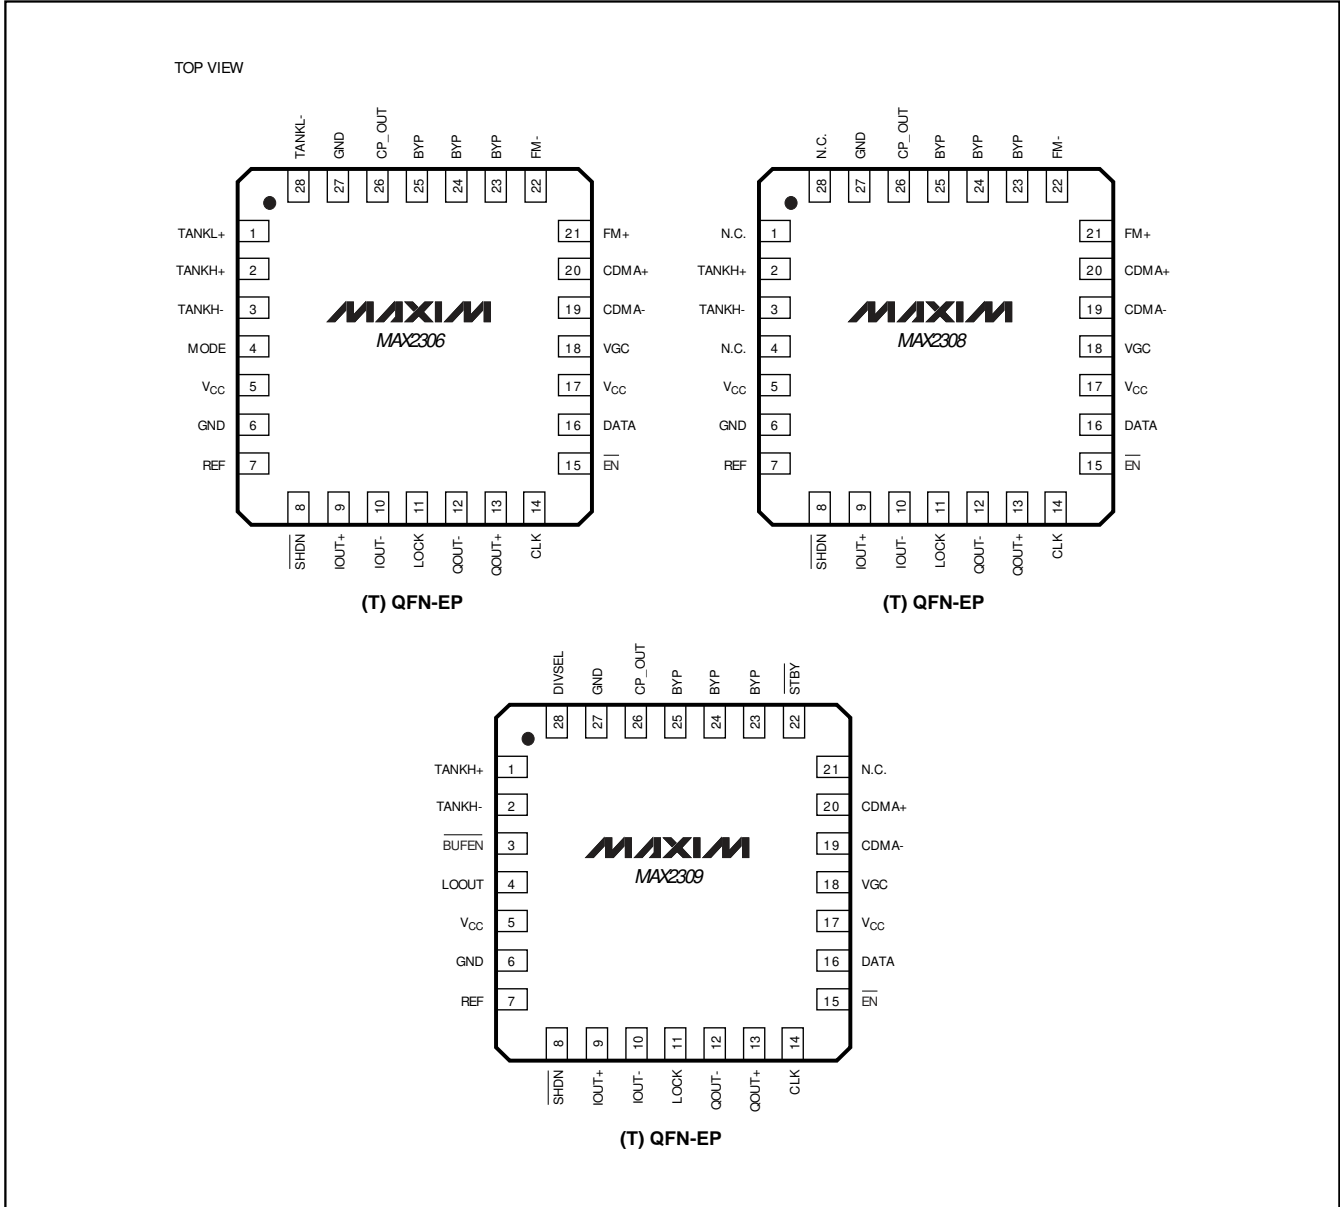 TOP VIEW
TANKL-
GND
CP_OUT
BYP
BYP
BYP
FM-
28 27 26 25 24 23 22
TANKL+ 1
TANKH+ 2
TANKH- 3
MODE 4
VCC 5
GND 6
REF 7
MAXIM
MAX2306
21 FM+
20 CDMA+
19 CDMA-
18 VGC
17 VCC
16 DATA
15 EN
8 9 10 11 12 13 14
SHDN
IOUT+
IOUT-
LOCK
QOUT-
QOUT+
CLK
(T) QFN-EP
N.C.
GND
CP_OUT
BYP
BYP
BYP
FM-
28 27 26 25 24 23 22
N.C. 1
TANKH+ 2
TANKH- 3
N.C. 4
VCC 5
GND 6
REF 7
MAXIM
MAX2308
21 FM+
20 CDMA+
19 CDMA-
18 VGC
17 VCC
16 DATA
15 EN
8 9 10 11 12 13 14
SHDN
IOUT+
IOUT-
LOCK
QOUT-
QOUT+
CLK
(T) QFN-EP
DIVSEL
GND
CP_OUT
BYP
BYP
BYP
STBY
28 27 26 25 24 23 22
TANKH+ 1
TANKH- 2
BUFEN 3
LOOUT 4
VCC 5
GND 6
REF 7
MAXIM
MAX2309
21 N.C.
20 CDMA+
19 CDMA-
18 VGC
17 VCC
16 DATA
15 EN
8 9 10 11 12 13 14
SHDN
IOUT+
IOUT-
LOCK
QOUT-
QOUT+
CLK
(T) QFN-EP